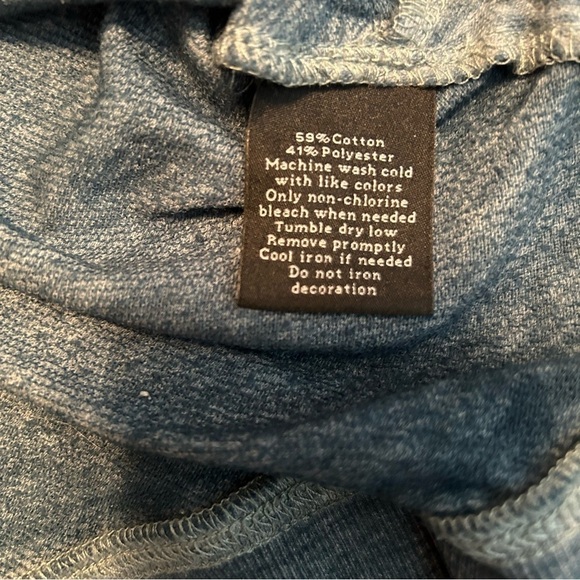 59% Cotton
41% Polyester
Machine wash cold
with like colors
Only non-chlorine
bleach when needed
Tumble dry low
Remove promptly
Cool iron if needed
Do not iron
decoration